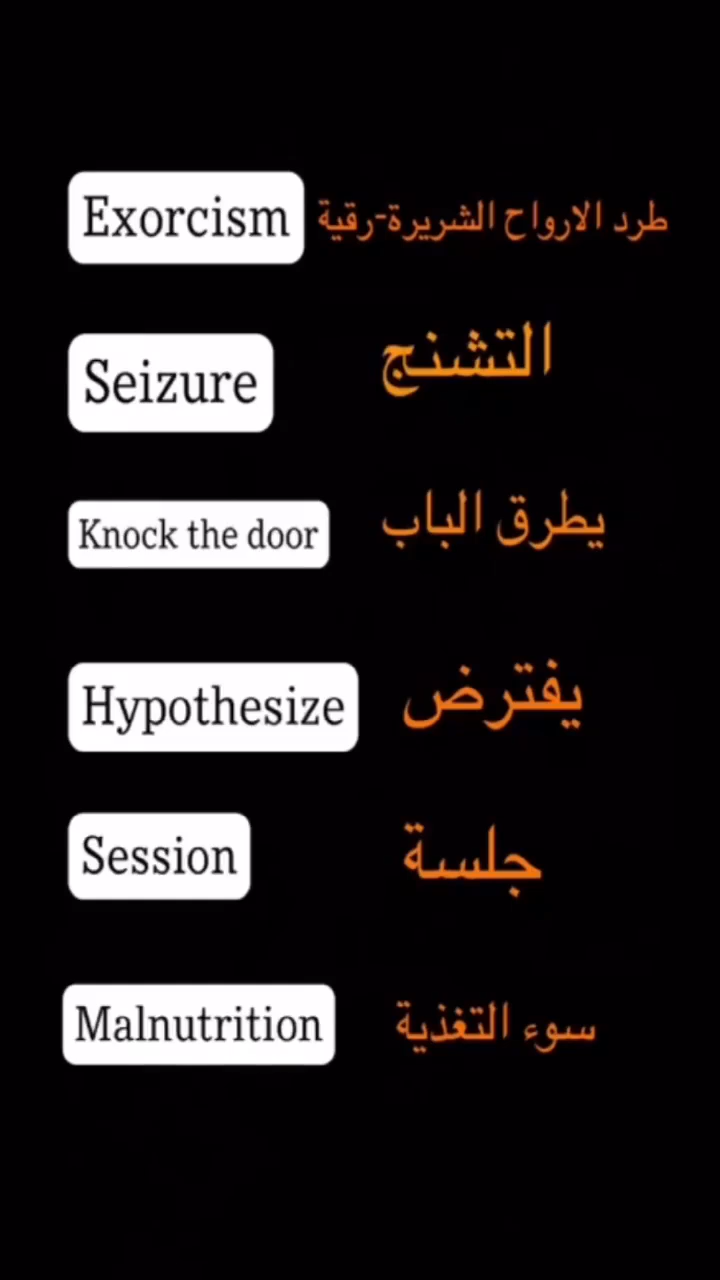 Exorcism طرد الارواح الشريرة-رقية
Seizure التشنج
Knock the door يطرق الباب
Hypothesize يفترض
Session جلسة
Malnutrition سوء التغذية